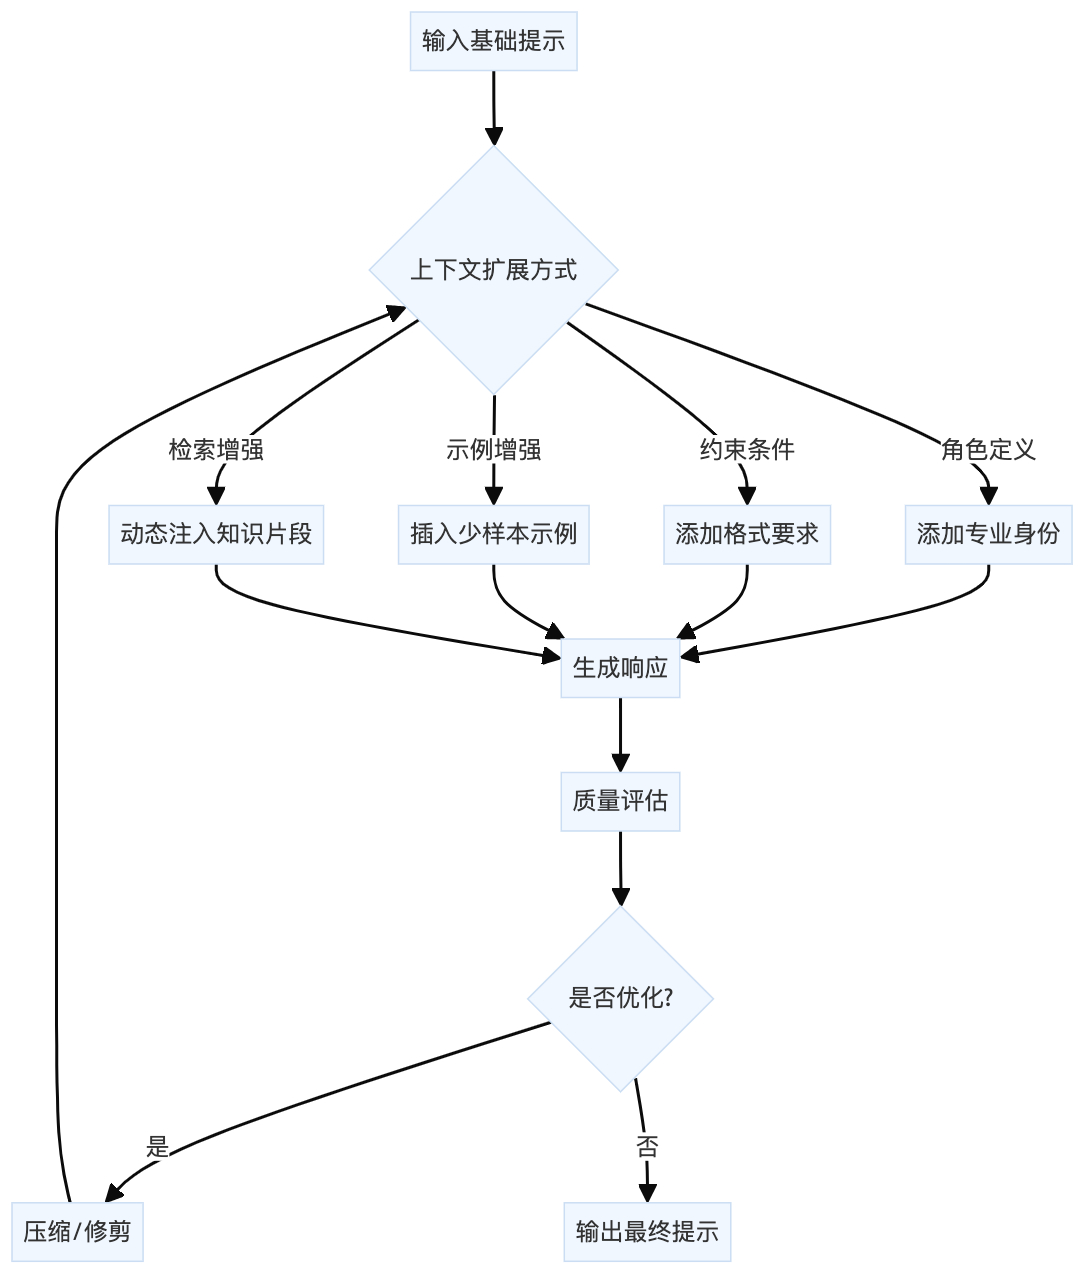 输入基础提示
上下文扩展方式
检索增强
示例增强
约束条件
角色定义
动态注入知识片段
插入少样本示例
添加格式要求
添加专业身份
生成响应
质量评估
是否优化?
是
否
压缩/修剪
输出最终提示